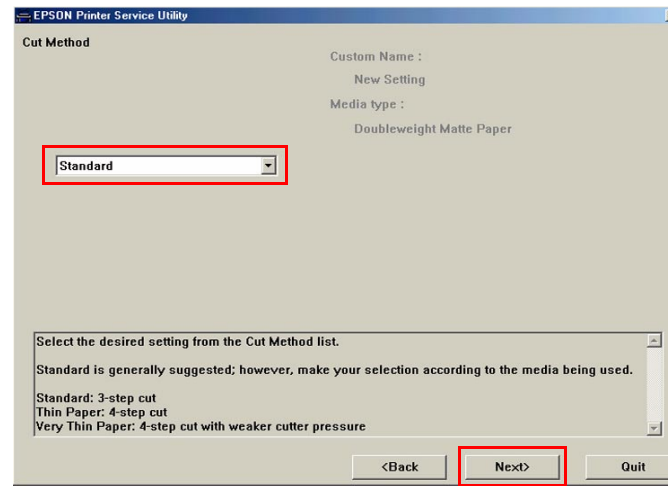 EPSON Printer Service Utility
Cut Method
Custom Name :
New Setting
Media type :
Doubleweight Matte Paper
Standard
Select the desired setting from the Cut Method list.
Standard is generally suggested; however, make your selection according to the media being used.
Standard: 3-step cut
Thin Paper: 4-step cut
Very Thin Paper: 4-step cut with weaker cutter pressure
<Back
Next>
Quit